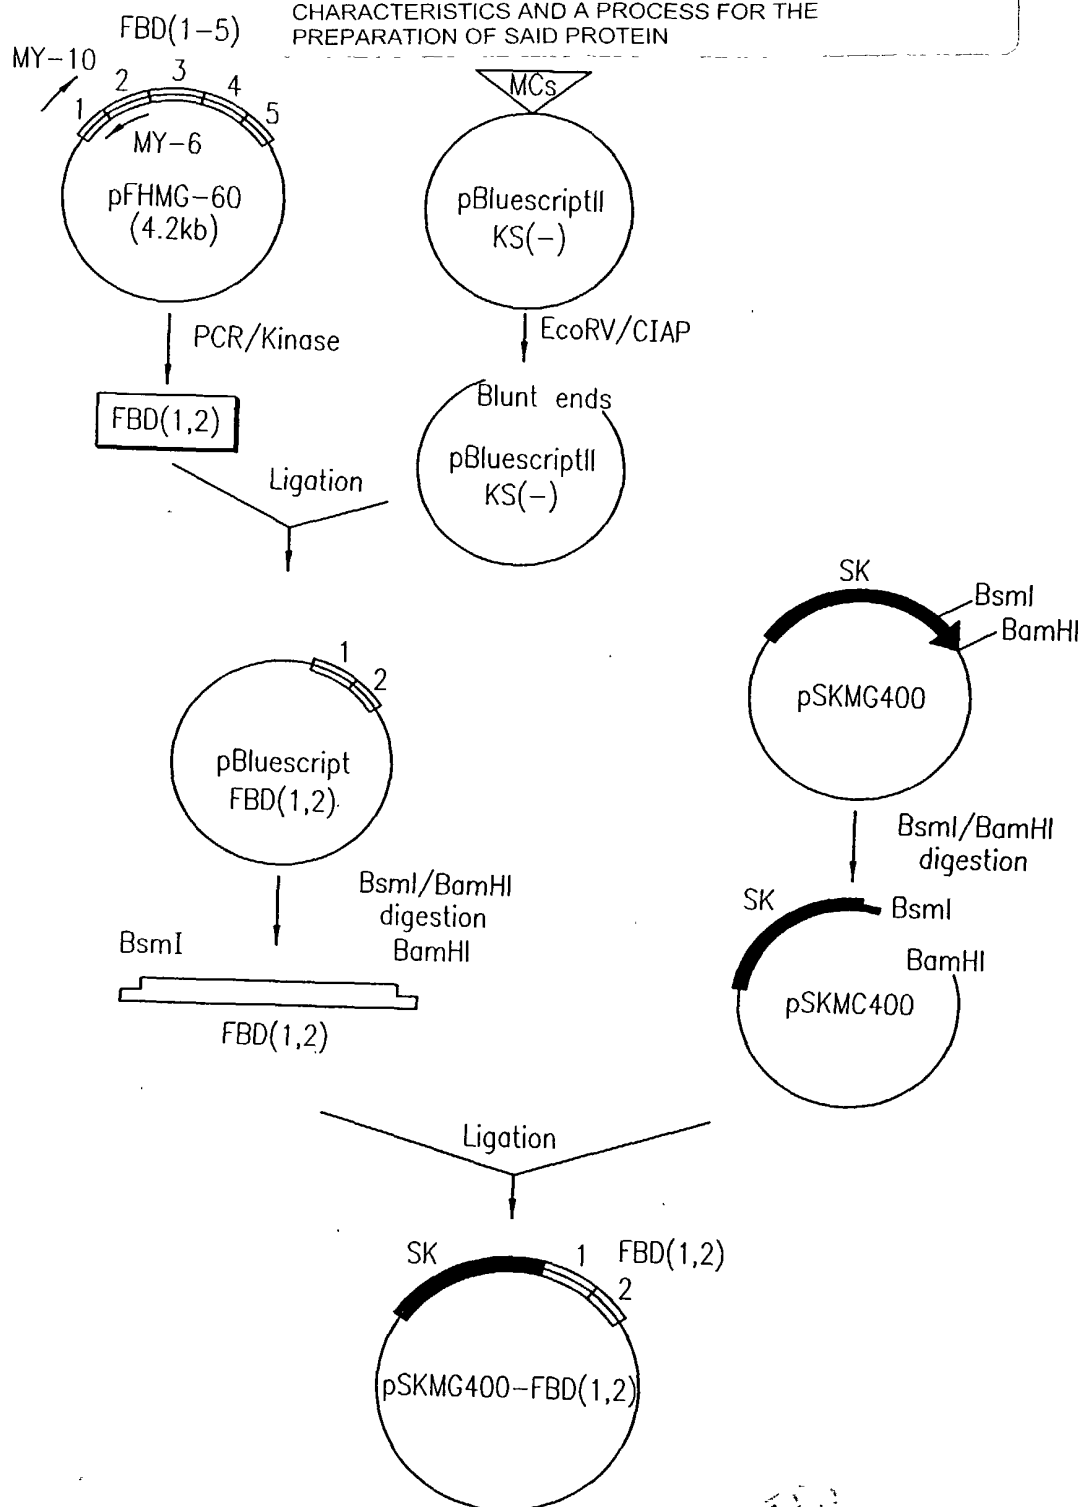 CHARACTERISTICS AND A PROCESS FOR THE
PREPARATION OF SAID PROTEIN
FBD(1-5)
MY-10
1
2
3
4
5
MY-6
pFHMG-60
(4.2kb)
MCs
pBluescriptII
KS(-)
PCR/Kinase
EcoRV/CIAP
FBD(1,2)
Blunt ends
pBluescriptII
KS(-)
Ligation
1
2
pBluescript
FBD(1,2)
SK
BsmI
BamHI
pSKMG400
BsmI/BamHI
digestion
BsmI/BamHI
digestion
BsmI
BamHI
FBD(1,2)
SK
BsmI
BamHI
pSKMC400
Ligation
SK
1
FBD(1,2)
2
pSKMG400-FBD(1,2)